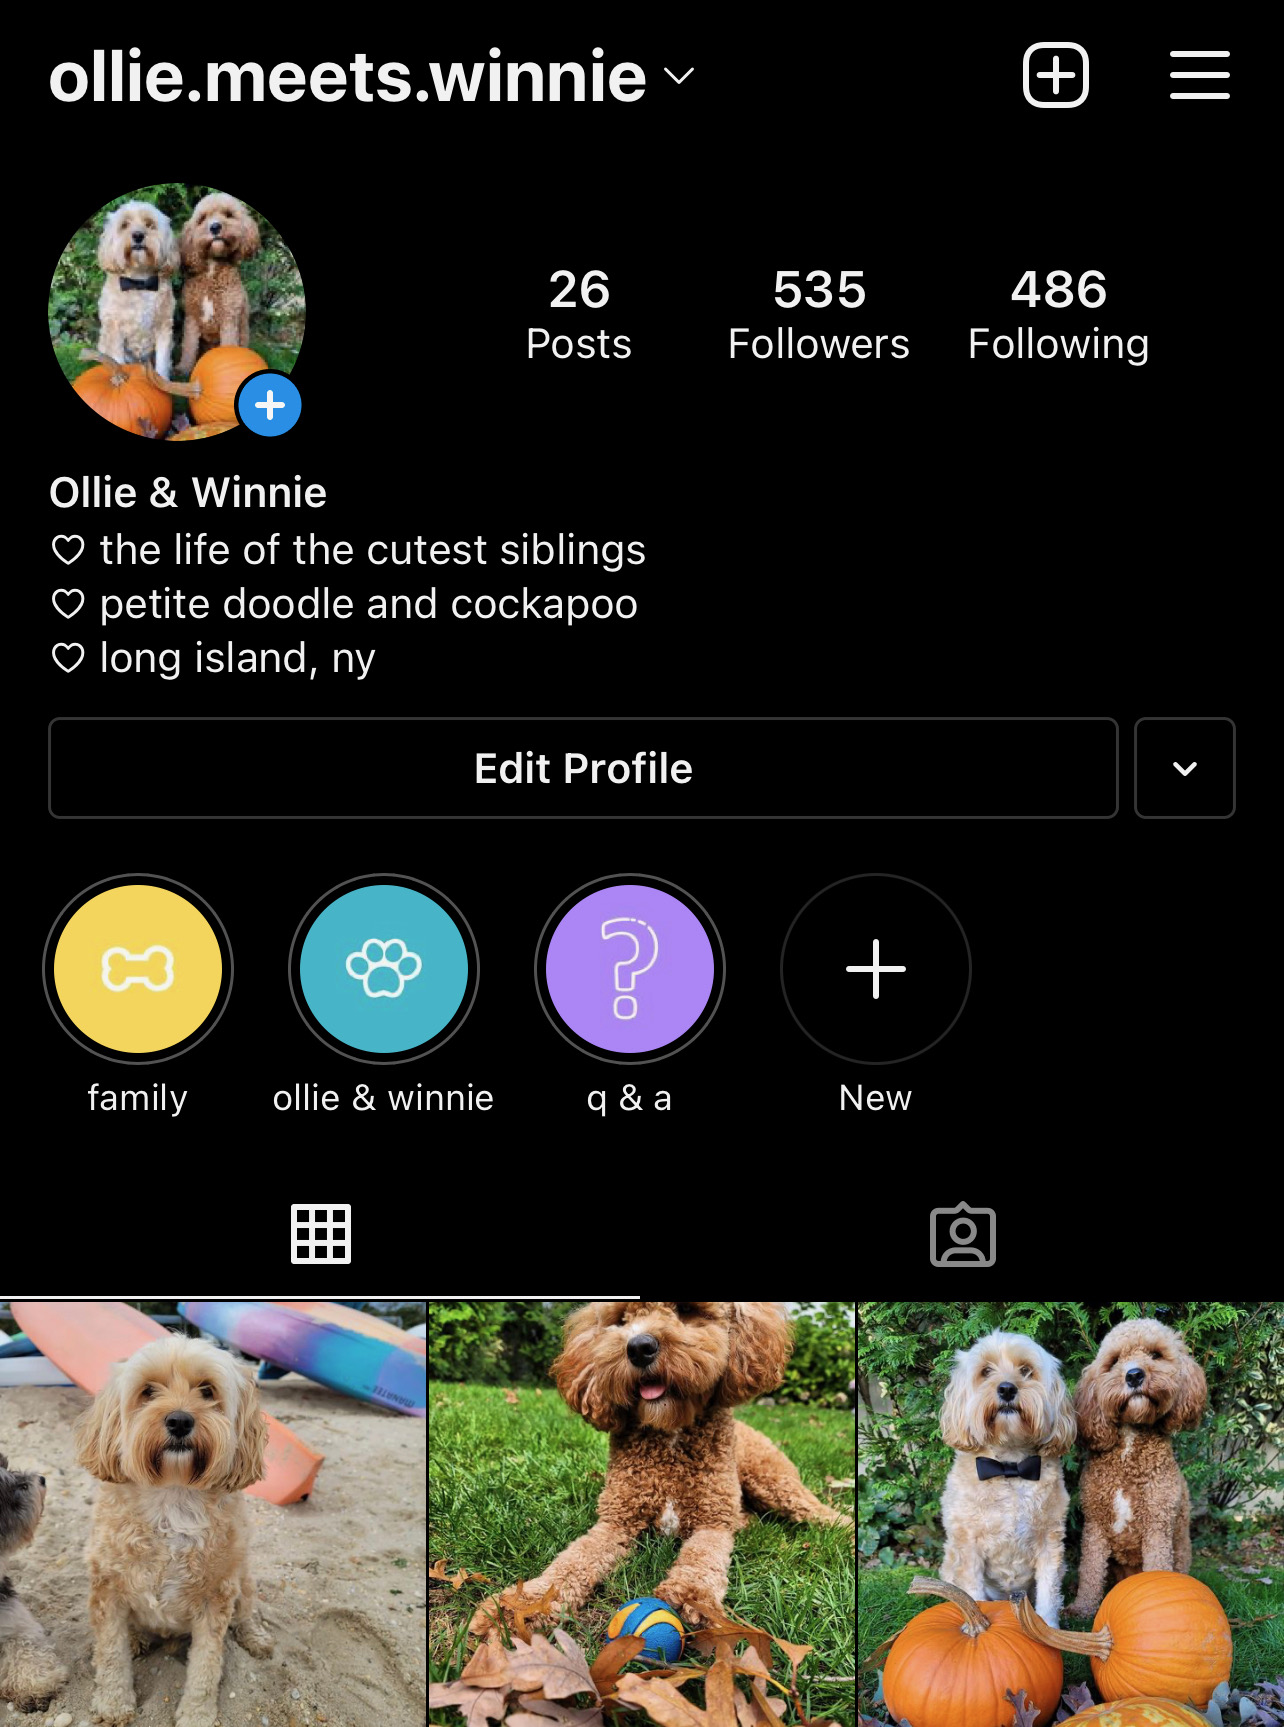 ollie.meets.winnie
26 535 486
Posts Followers Following
Ollie & Winnie
♡ the life of the cutest siblings
♡ petite doodle and cockapoo
♡ long island, ny
Edit Profile
family ollie & winnie q & a New
MANATEE